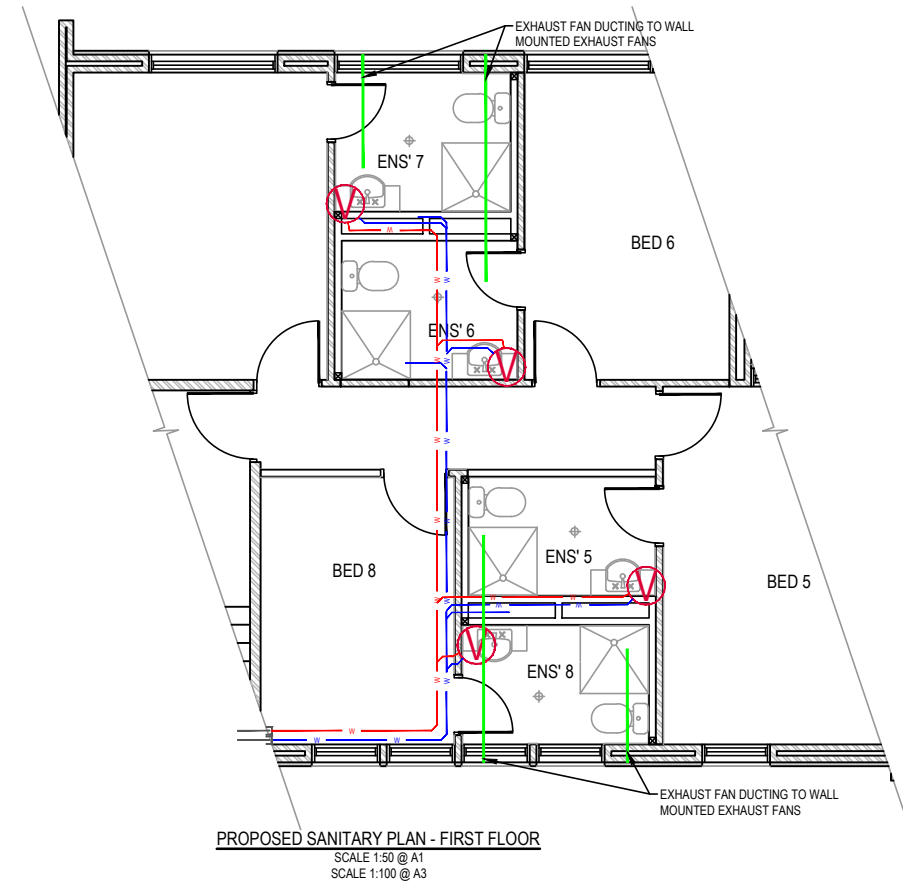 EXHAUST FAN DUCTING TO WALL
MOUNTED EXHAUST FANS
ENS' 7
V
W
BED 6
W
W
ENS' 6
W
W
V
W
W
W
W
ENS' 5
BED 8
BED 5
V
W
W
W
W
V
ENS' 8
W
W
W
W
EXHAUST FAN DUCTING TO WALL
MOUNTED EXHAUST FANS
PROPOSED SANITARY PLAN - FIRST FLOOR
SCALE 1:50 @ A1
SCALE 1:100 @ A3